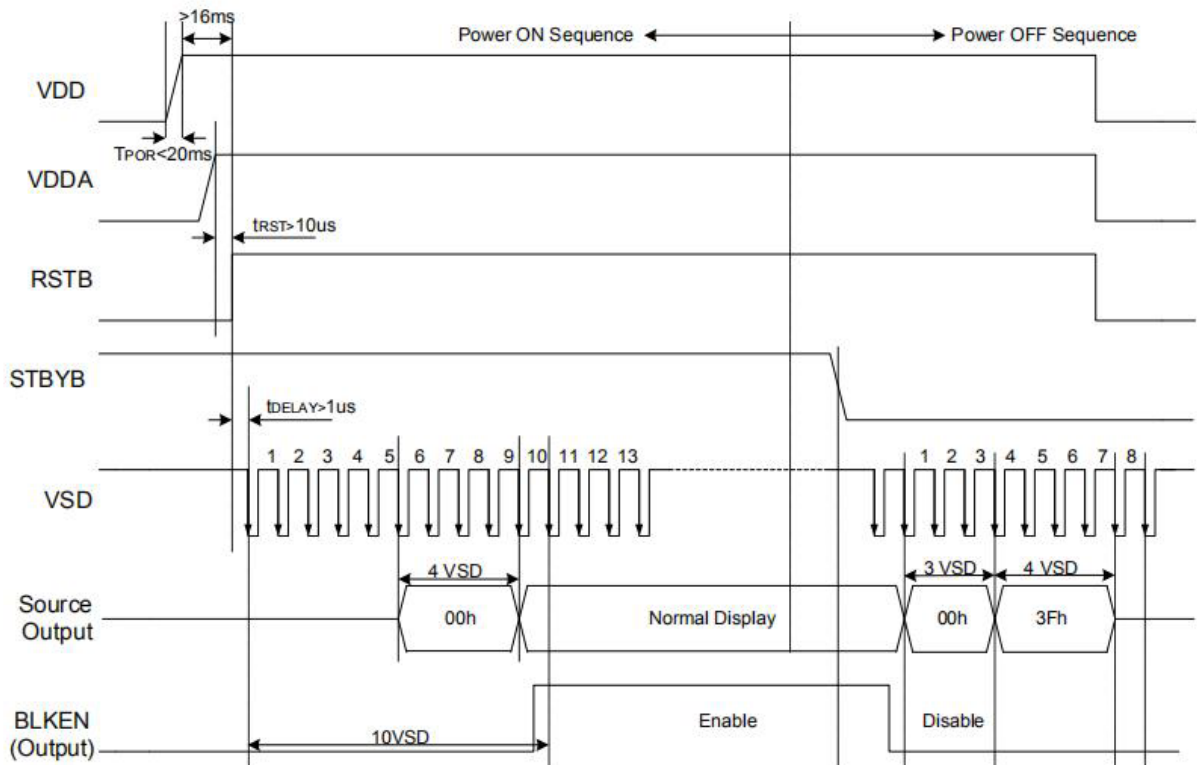 >16ms
Power ON Sequence
Power OFF Sequence
VDD
TPOR<20ms
VDDA
tRST>10us
RSTB
STBYB
tDELAY>1us
1 2 3 4 5 6 7 8 9 10 11 12 13
1 2 3 4 5 6 7 8
VSD
4 VSD
3 VSD
4 VSD
Source
Output
00h
Normal Display
00h
3Fh
BLKEN
(Output)
10VSD
Enable
Disable